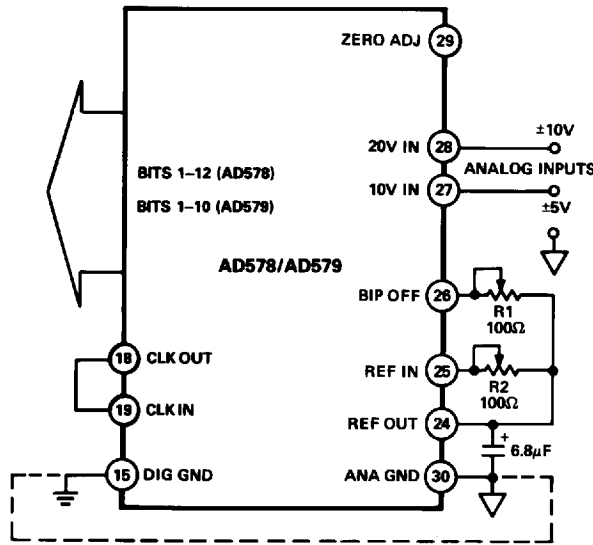 ZERO ADJ 29
±10V
20V IN 28
ANALOG INPUTS
10V IN 27
±5V
BITS 1–12 (AD578)
BITS 1–10 (AD579)
AD578/AD579
BIP OFF 26
R1
100Ω
18 CLK OUT
REF IN 25
R2
100Ω
19 CLK IN
REF OUT 24
+
6.8μF
15 DIG GND
ANA GND 30